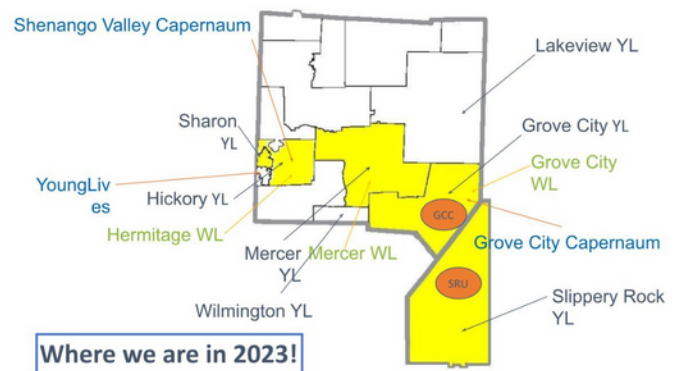 Shenango Valley Capernaum
Lakeview YL
Sharon
YL
Grove City YL
Grove City
WL
YoungLiv
es
Hickory YL
Hermitage WL
GCC
Mercer
YL
Mercer WL
Grove City Capernaum
Wilmington YL
SRU
Slippery Rock
YL
Where we are in 2023!